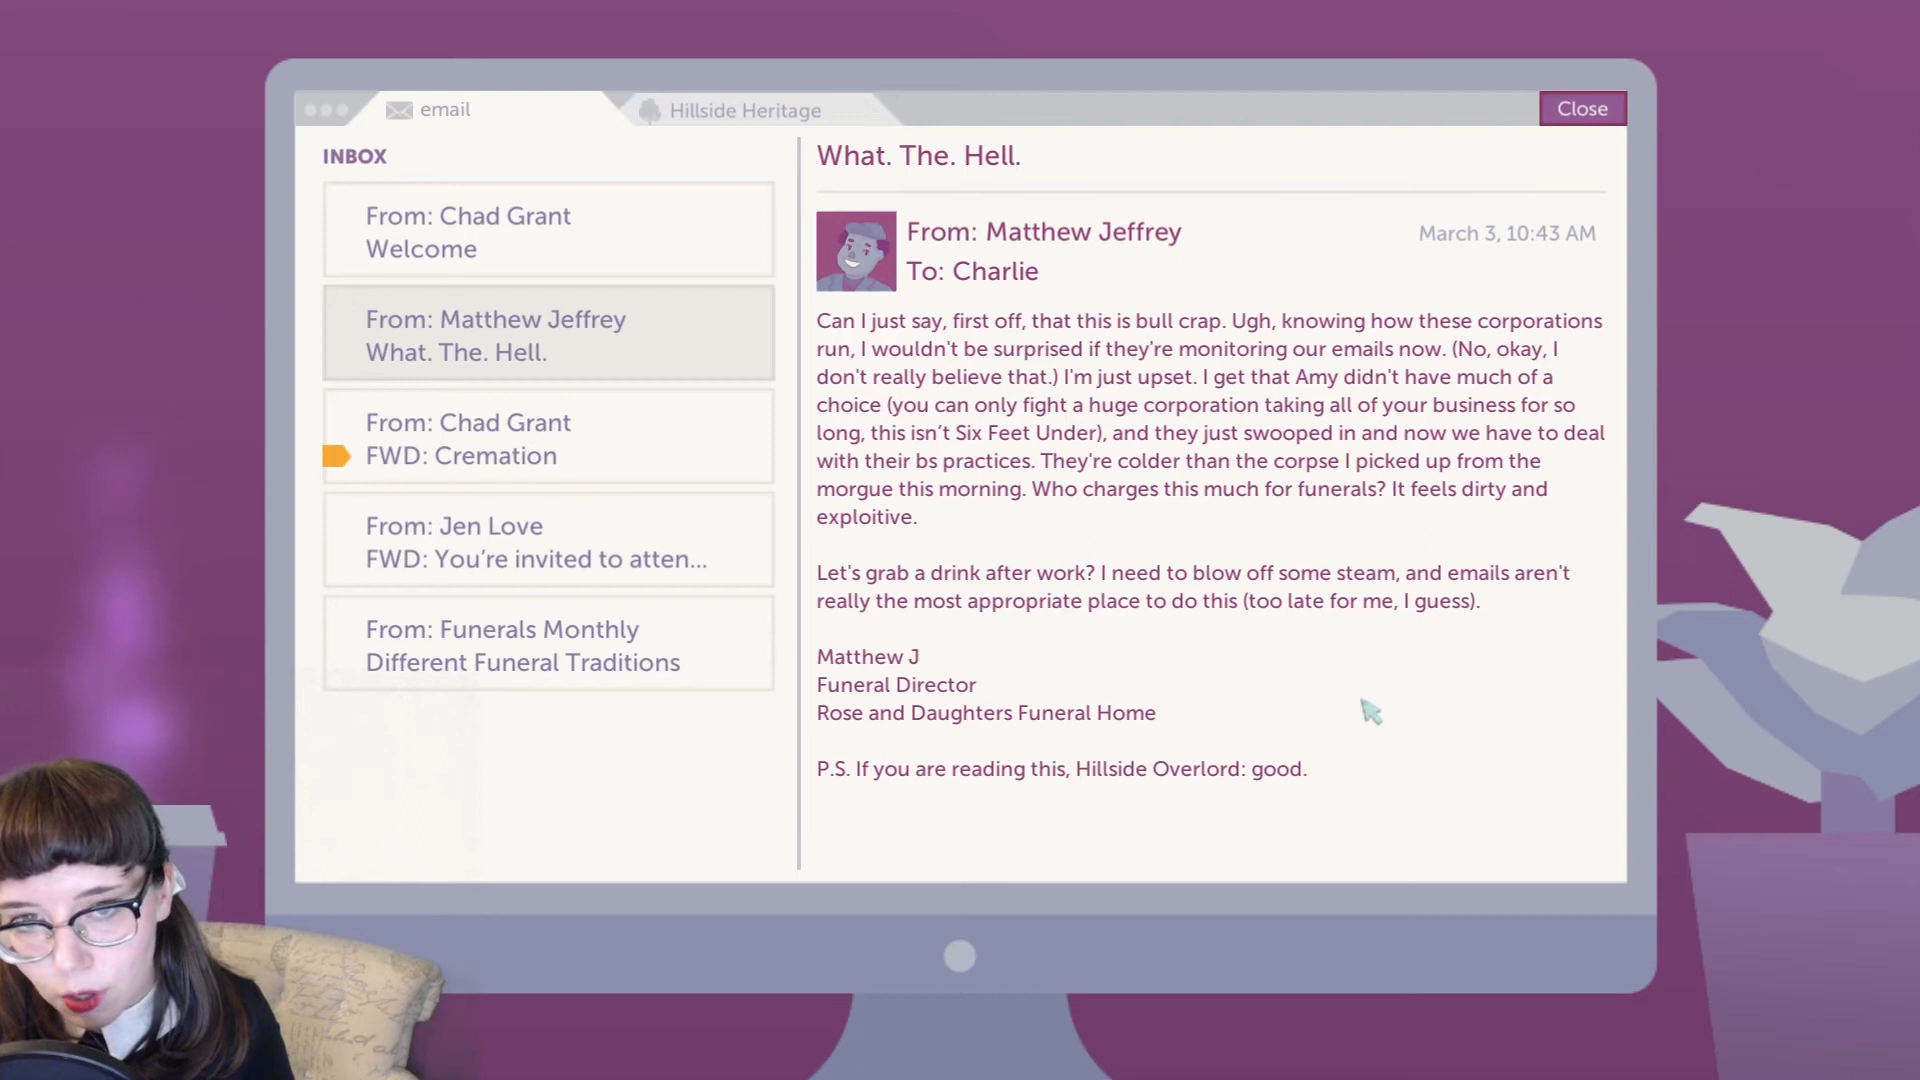 email
Hillside Heritage
Close
INBOX
From: Chad Grant
Welcome
From: Matthew Jeffrey
What. The. Hell.
From: Chad Grant
FWD: Cremation
From: Jen Love
FWD: You’re invited to atten...
From: Funerals Monthly
Different Funeral Traditions
What. The. Hell.
From: Matthew Jeffrey
March 3, 10:43 AM
To: Charlie
Can I just say, first off, that this is bull crap. Ugh, knowing how these corporations
run, I wouldn't be surprised if they're monitoring our emails now. (No, okay, I
don't really believe that.) I'm just upset. I get that Amy didn't have much of a
choice (you can only fight a huge corporation taking all of your business for so
long, this isn’t Six Feet Under), and they just swooped in and now we have to deal
with their bs practices. They're colder than the corpse I picked up from the
morgue this morning. Who charges this much for funerals? It feels dirty and
exploitive.
Let's grab a drink after work? I need to blow off some steam, and emails aren't
really the most appropriate place to do this (too late for me, I guess).
Matthew J
Funeral Director
Rose and Daughters Funeral Home
P.S. If you are reading this, Hillside Overlord: good.